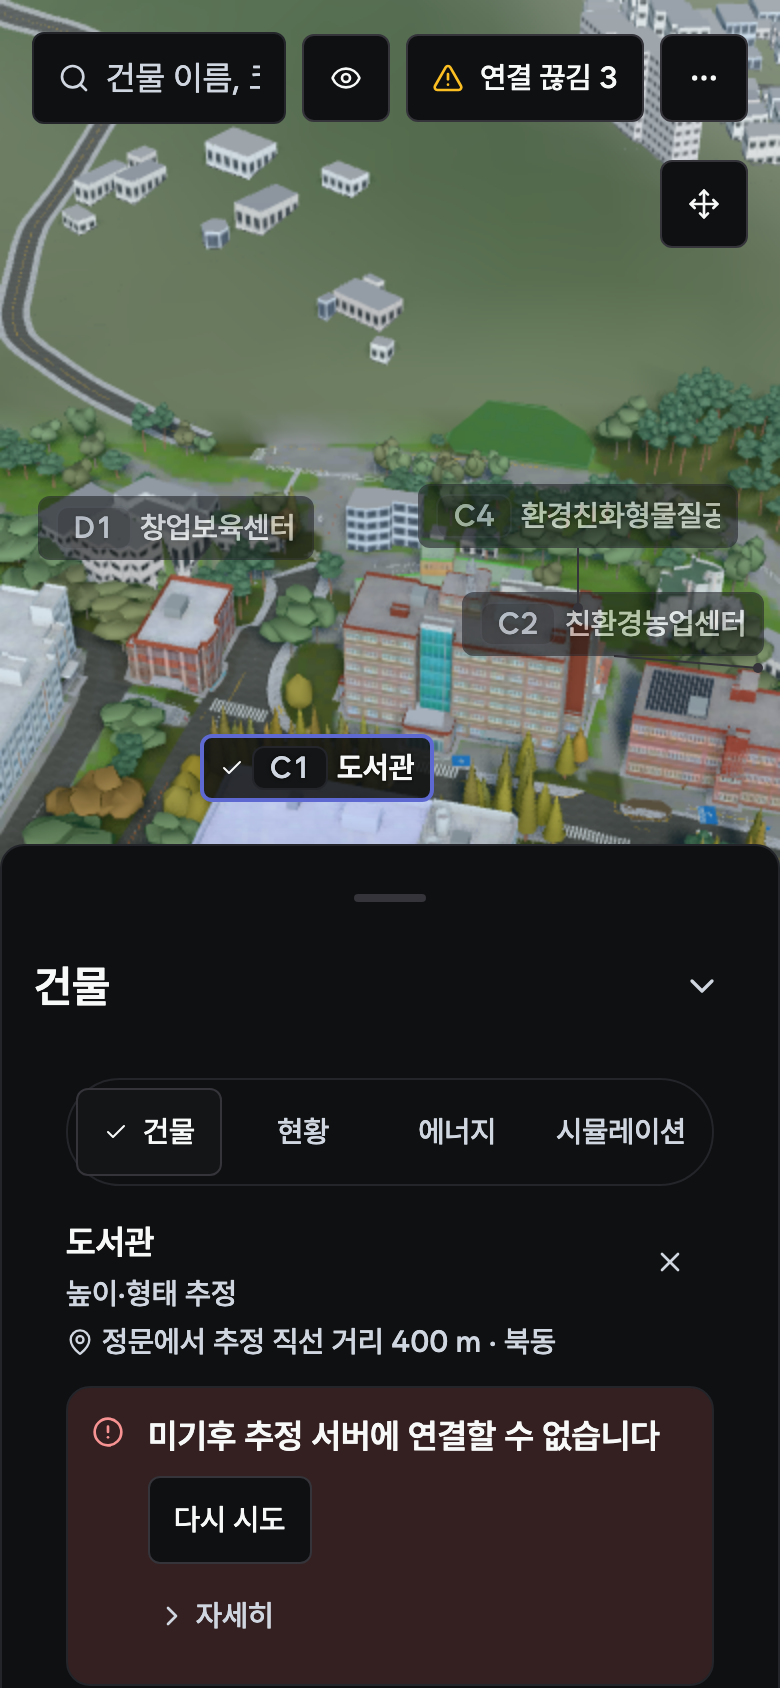 건물 이름,
연결 끊김 3
D1 창업보육센터
C4 환경친화형물질공
C2 친환경농업센터
C1 도서관
건물
건물 현황 에너지 시뮬레이션
도서관
높이·형태 추정
정문에서 추정 직선 거리 400 m · 북동
미기후 추정 서버에 연결할 수 없습니다
다시 시도
자세히